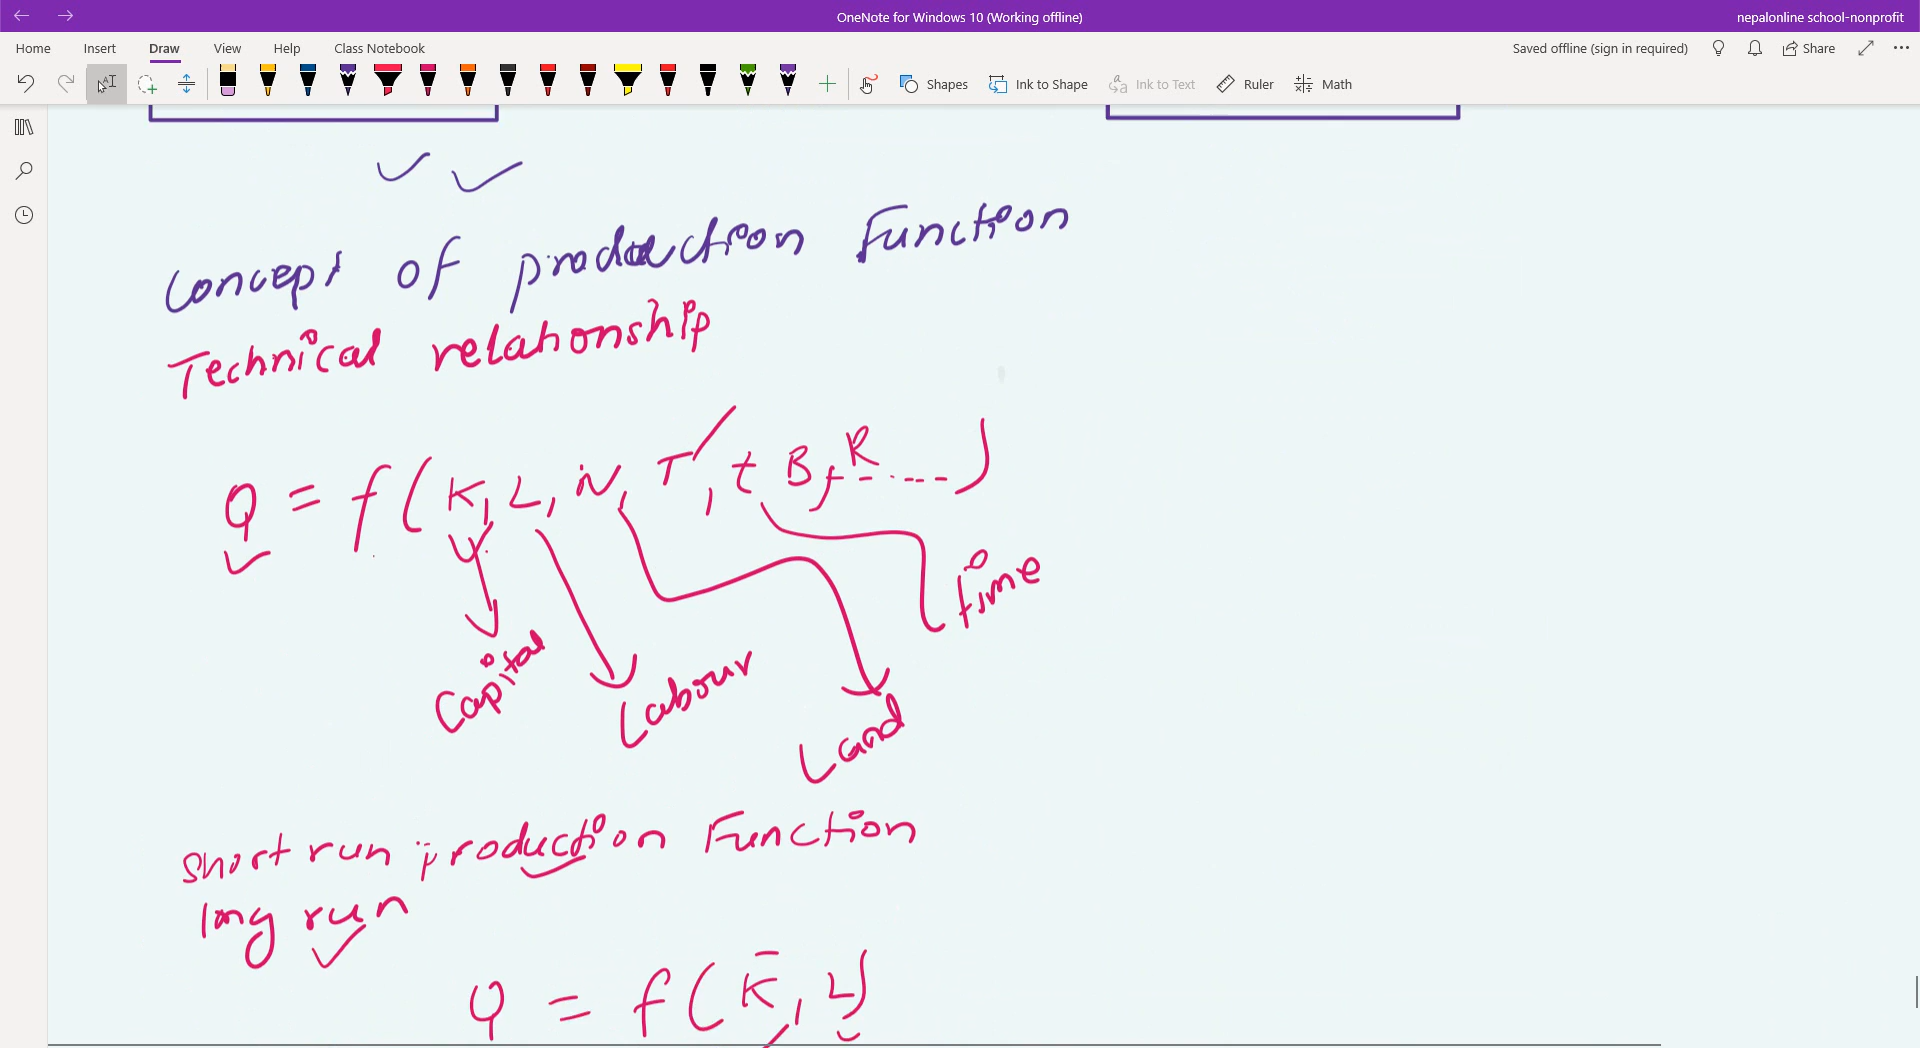 OneNote for Windows 10 (Working offline)
nepalonline school-nonprofit
Home Insert Draw View Help Class Notebook
Saved offline (sign in required) Share
Shapes Ink to Shape Ink to Text Ruler Math
Concept of production Function
Technical relationship
Q = f(K, L, N, T, t B, R ....)
time
Capital
Labour
Land
Short run production Function
long run
Q = f(K̄, L)